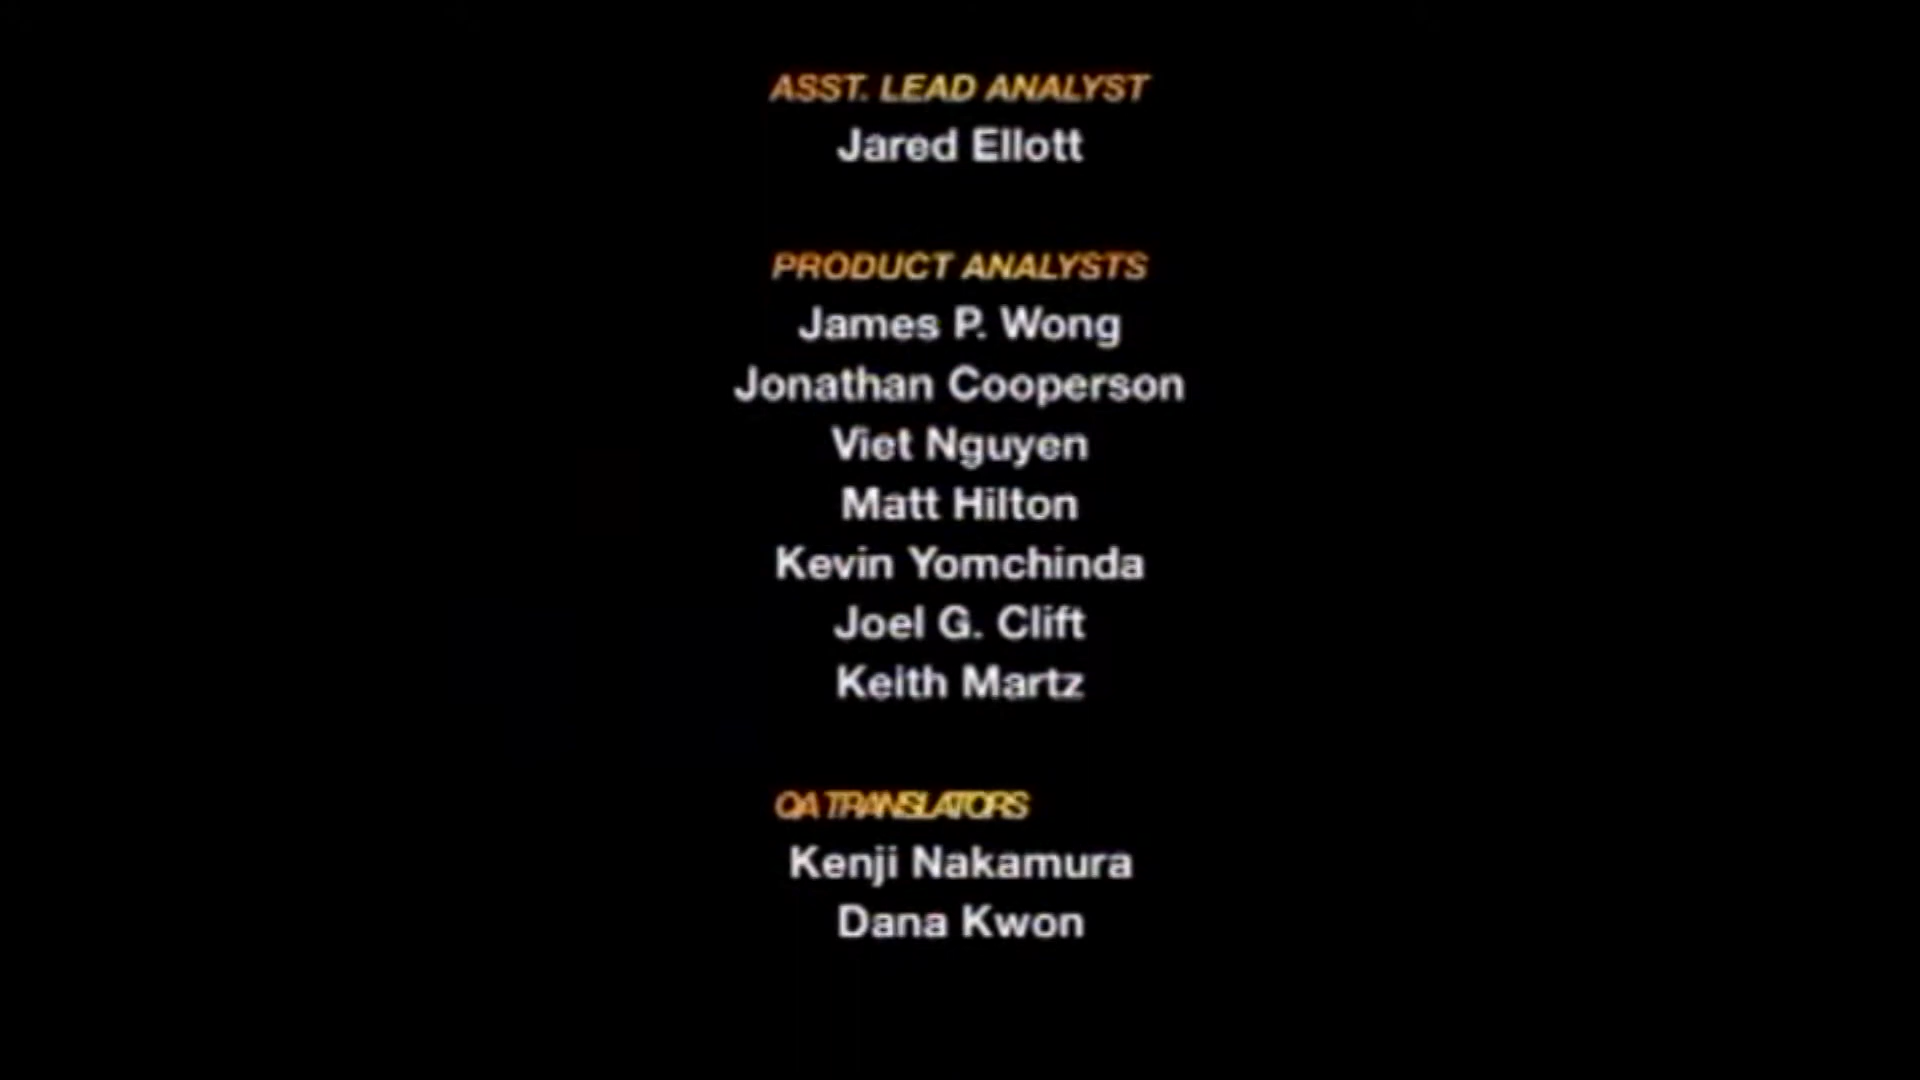 ASST. LEAD ANALYST
Jared Ellott
PRODUCT ANALYSTS
James P. Wong
Jonathan Cooperson
Viet Nguyen
Matt Hilton
Kevin Yomchinda
Joel G. Clift
Keith Martz
QA TRANSLATORS
Kenji Nakamura
Dana Kwon